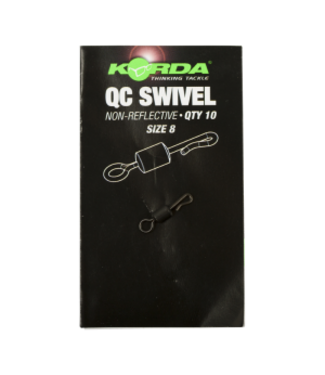 KORDA
THINKING TACKLE
QC SWIVEL
NON-REFLECTIVE • QTY 10
SIZE 8